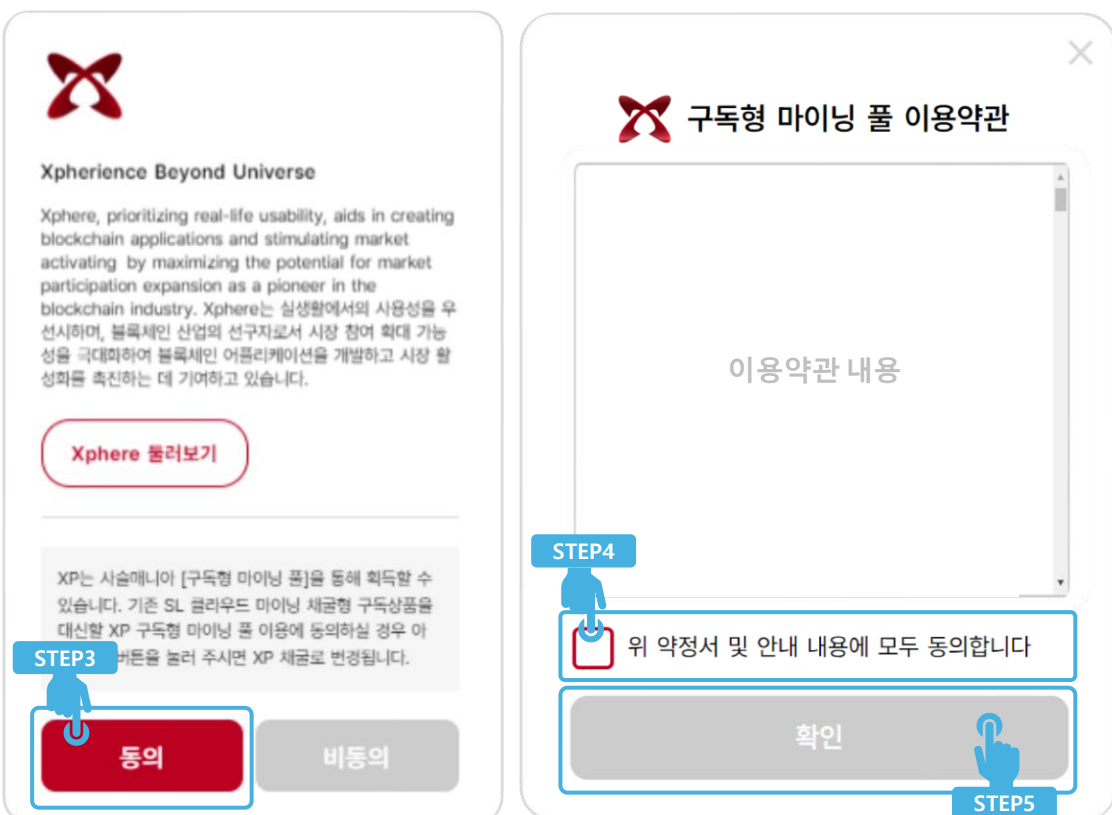 Xpherience Beyond Universe
Xphere, prioritizing real-life usability, aids in creating
blockchain applications and stimulating market
activating by maximizing the potential for market
participation expansion as a pioneer in the
blockchain industry. Xphere는 실생활에서의 사용성을 우
선시하며, 블록체인 산업의 선구자로서 시장 참여 확대 가능
성을 극대화하여 블록체인 어플리케이션을 개발하고 시장 활
성화를 촉진하는 데 기여하고 있습니다.
Xphere 둘러보기
XP는 사슬매니아 [구독형 마이닝 풀]을 통해 획득할 수
있습니다. 기존 SL 클라우드 마이닝 채굴형 구독상품을
대신할 XP 구독형 마이닝 풀 이용에 동의하실 경우 아
버튼을 눌러 주시면 XP 채굴로 변경됩니다.
STEP3
동의
비동의
구독형 마이닝 풀 이용약관
이용약관 내용
STEP4
위 약정서 및 안내 내용에 모두 동의합니다
확인
STEP5